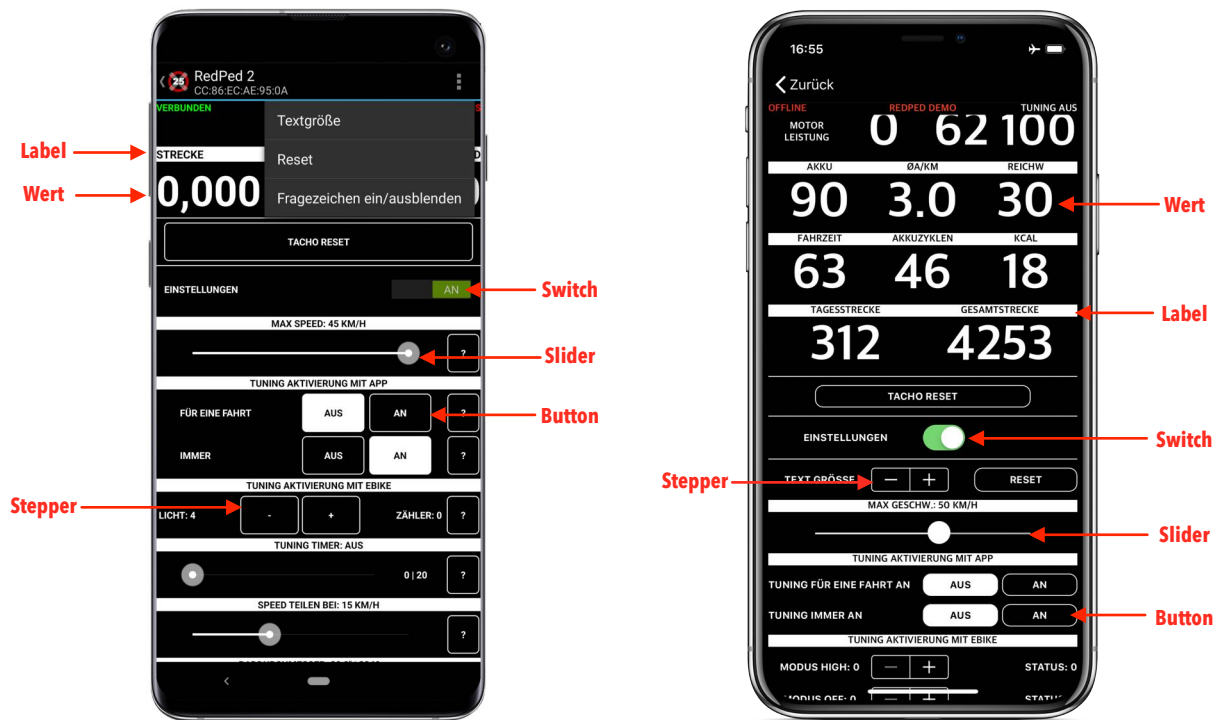 RedPed 2
CC:86:EC:AE:95:0A
VERBUNDEN
Textgröße
Reset
Fragezeichen ein/ausblenden
Label
STRECKE
Wert
0,000
TACHO RESET
EINSTELLUNGEN
AN
Switch
MAX SPEED: 45 KM/H
?
Slider
TUNING AKTIVIERUNG MIT APP
FÜR EINE FAHRT AUS AN ?
Button
IMMER AUS AN ?
TUNING AKTIVIERUNG MIT EBIKE
Stepper
LICHT: 4 - + ZÄHLER: 0 ?
TUNING TIMER: AUS
0 | 20 ?
SPEED TEILEN BEI: 15 KM/H
?
16:55
Zurück
OFFLINE REDPED DEMO TUNING AUS
MOTOR
LEISTUNG
0 62 100
AKKU ØA/KM REICHW
90 3.0 30
Wert
FAHRZEIT AKKUZYKLEN KCAL
63 46 18
TAGESSTRECKE GESAMTSTRECKE
Label
312 4253
TACHO RESET
EINSTELLUNGEN
Switch
Stepper
TEXT GRÖSSE — + RESET
MAX GESCHW.: 50 KM/H
Slider
TUNING AKTIVIERUNG MIT APP
TUNING FÜR EINE FAHRT AN AUS AN
TUNING IMMER AN AUS AN
Button
TUNING AKTIVIERUNG MIT EBIKE
MODUS HIGH: 0 — + STATUS: 0
MODUS OFF: 0 — +